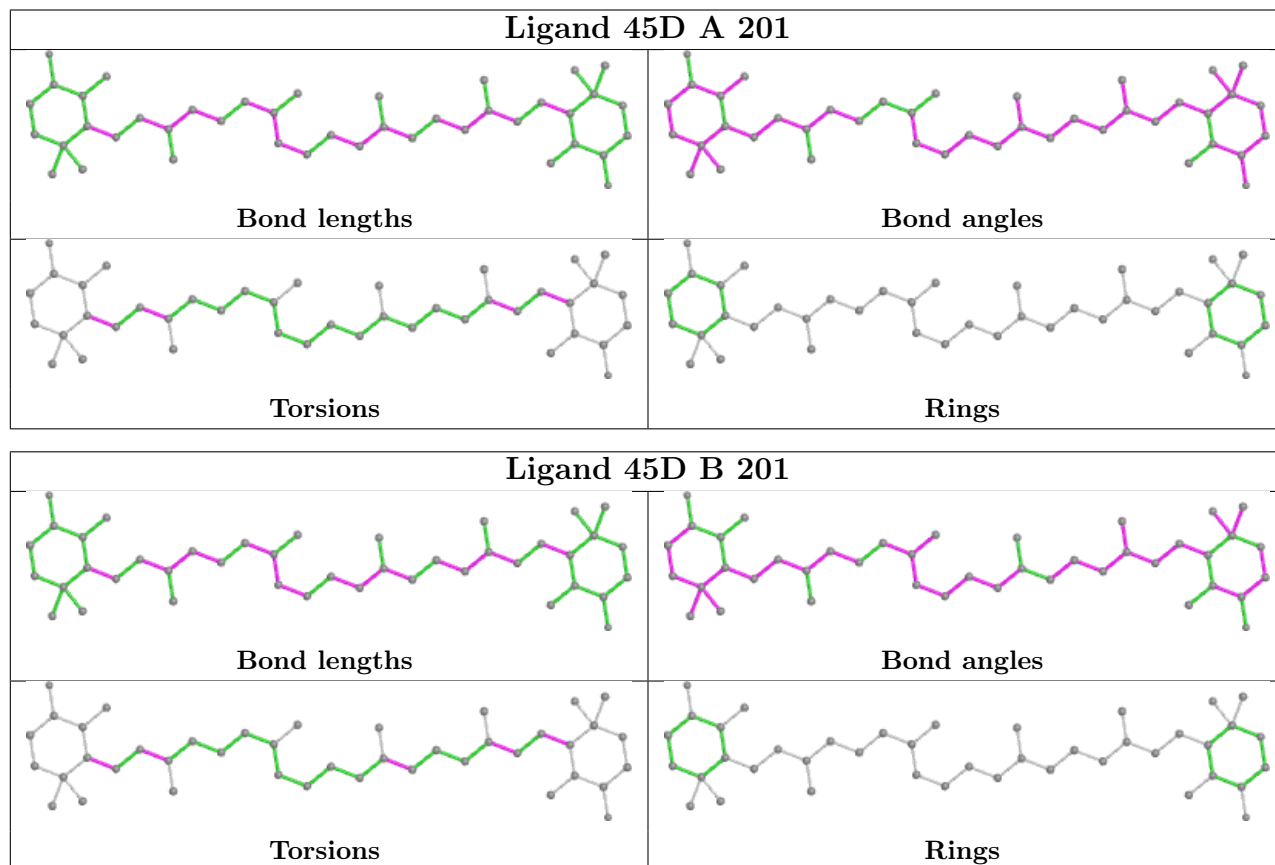 Ligand 45D A 201
Bond lengths
Bond angles
Torsions
Rings
Ligand 45D B 201
Bond lengths
Bond angles
Torsions
Rings